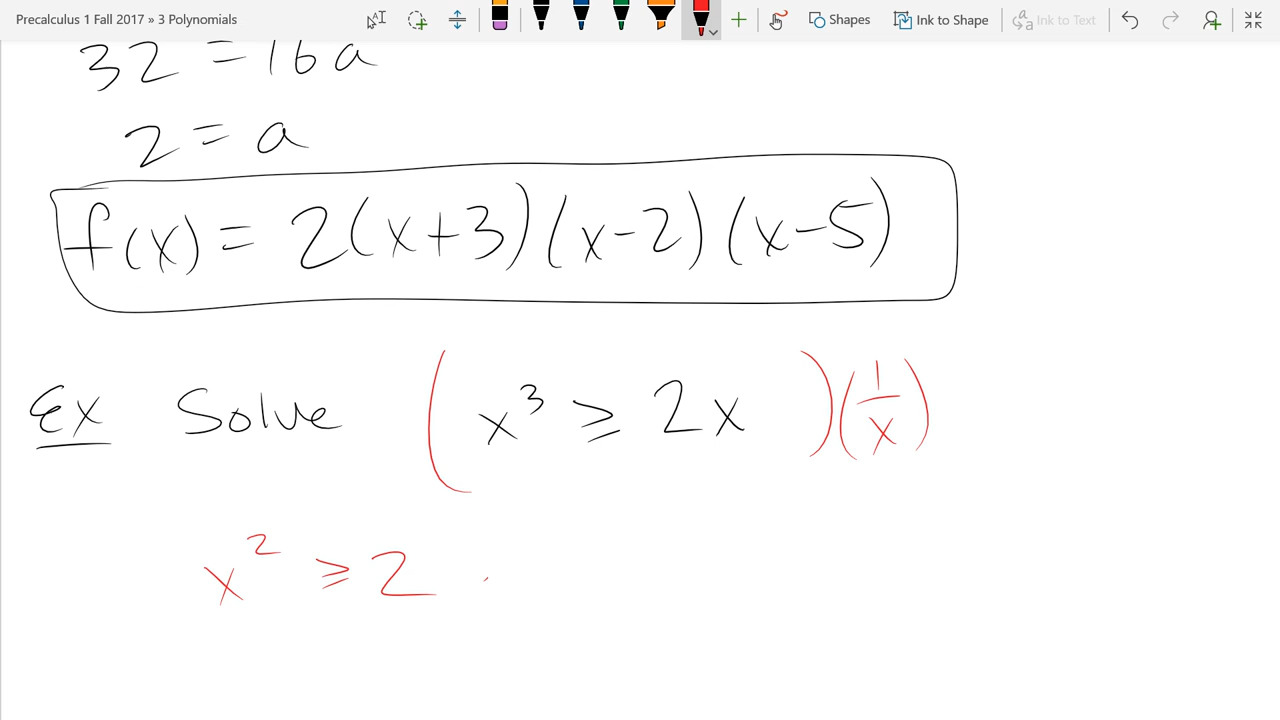 Precalculus 1 Fall 2017 » 3 Polynomials
Shapes
Ink to Shape
Ink to Text
32 = 16a
2 = a
f(x) = 2(x+3)(x-2)(x-5)
Ex Solve (x³ ≥ 2x)(1/x)
x² ≥ 2